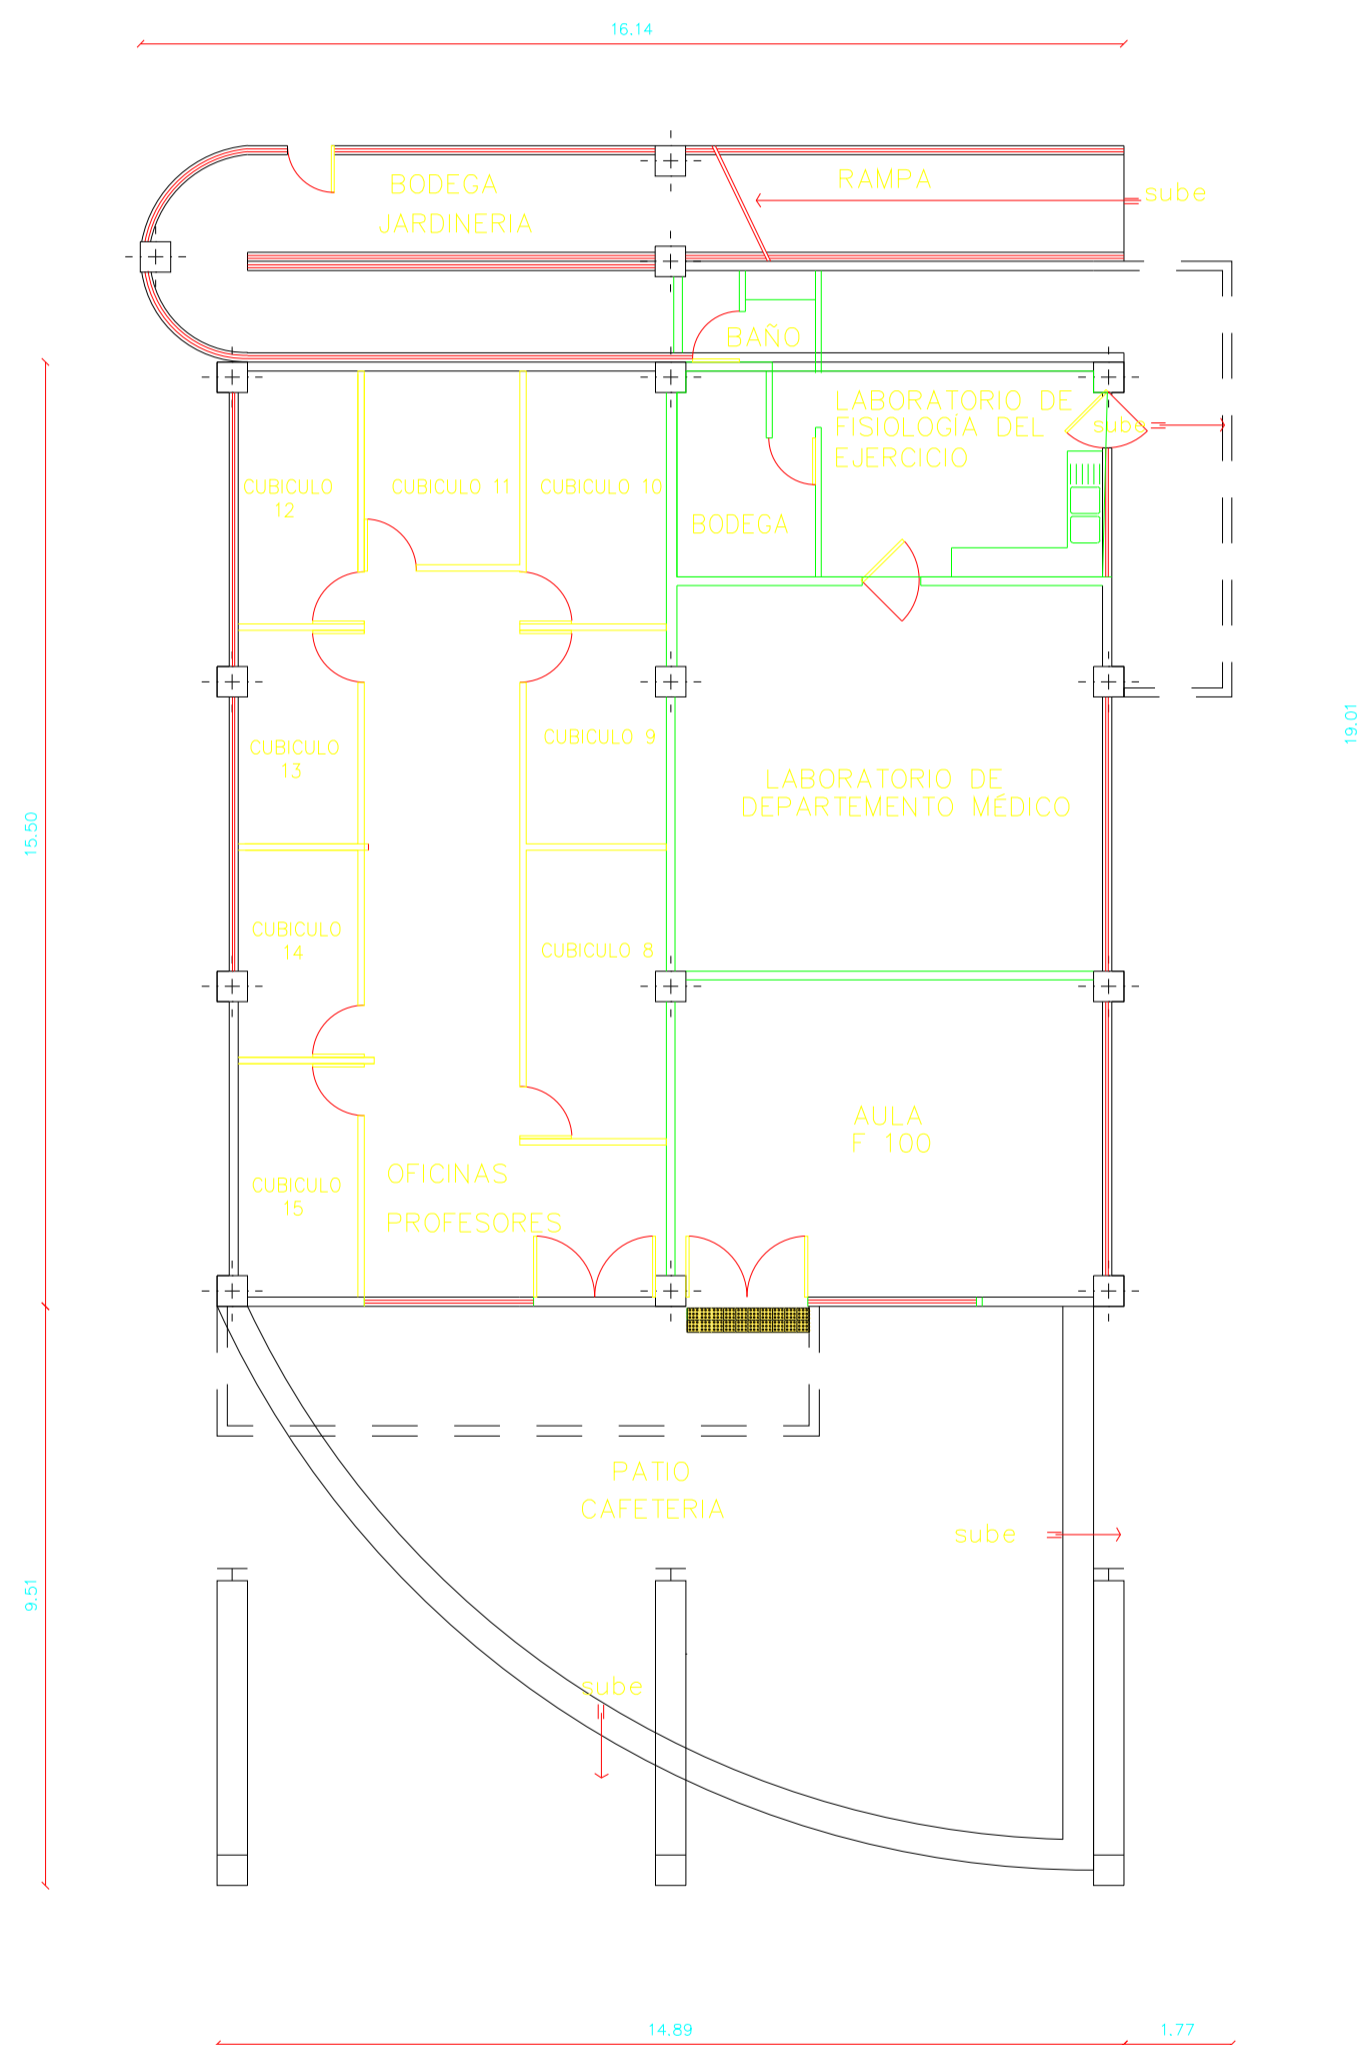 16.14
BODEGA
JARDINERIA
RAMPA
sube
BAÑO
LABORATORIO DE
FISIOLOGÍA DEL
EJERCICIO
sube
CUBICULO
12
CUBICULO 11
CUBICULO 10
BODEGA
CUBICULO
13
CUBICULO 9
LABORATORIO DE
DEPARTEMENTO MÉDICO
19.01
15.50
CUBICULO
14
CUBICULO 8
AULA
F 100
OFICINAS
PROFESORES
CUBICULO
15
PATIO
CAFETERIA
sube
9.51
sube
14.89
1.77